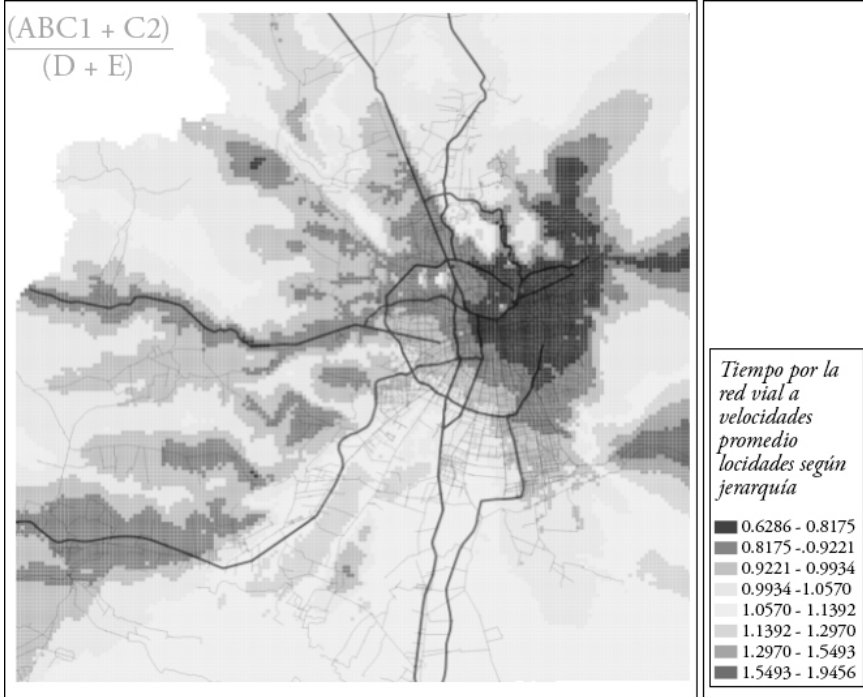 (ABC1 + C2)
(D + E)
Tiempo por la
red vial a
velocidades
promedio
locidades según
jerarquía
0.6286 - 0.8175
0.8175 -.0.9221
0.9221 - 0.9934
0.9934 -1.0570
1.0570 - 1.1392
1.1392 - 1.2970
1.2970 - 1.5493
1.5493 - 1.9456